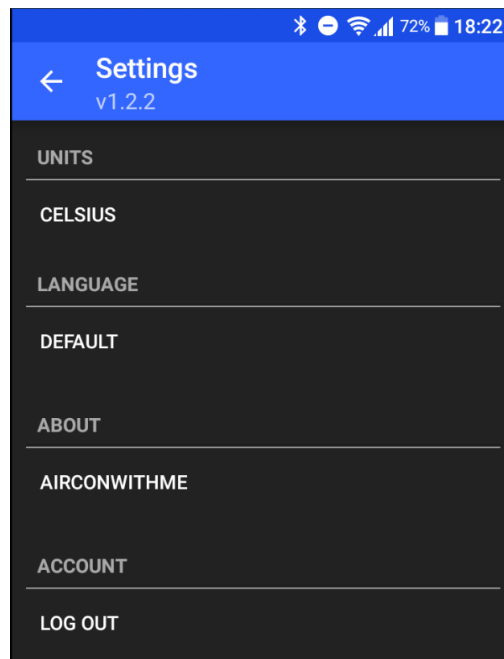 72% 18:22
Settings
v1.2.2
UNITS
CELSIUS
LANGUAGE
DEFAULT
ABOUT
AIRCONWITHME
ACCOUNT
LOG OUT